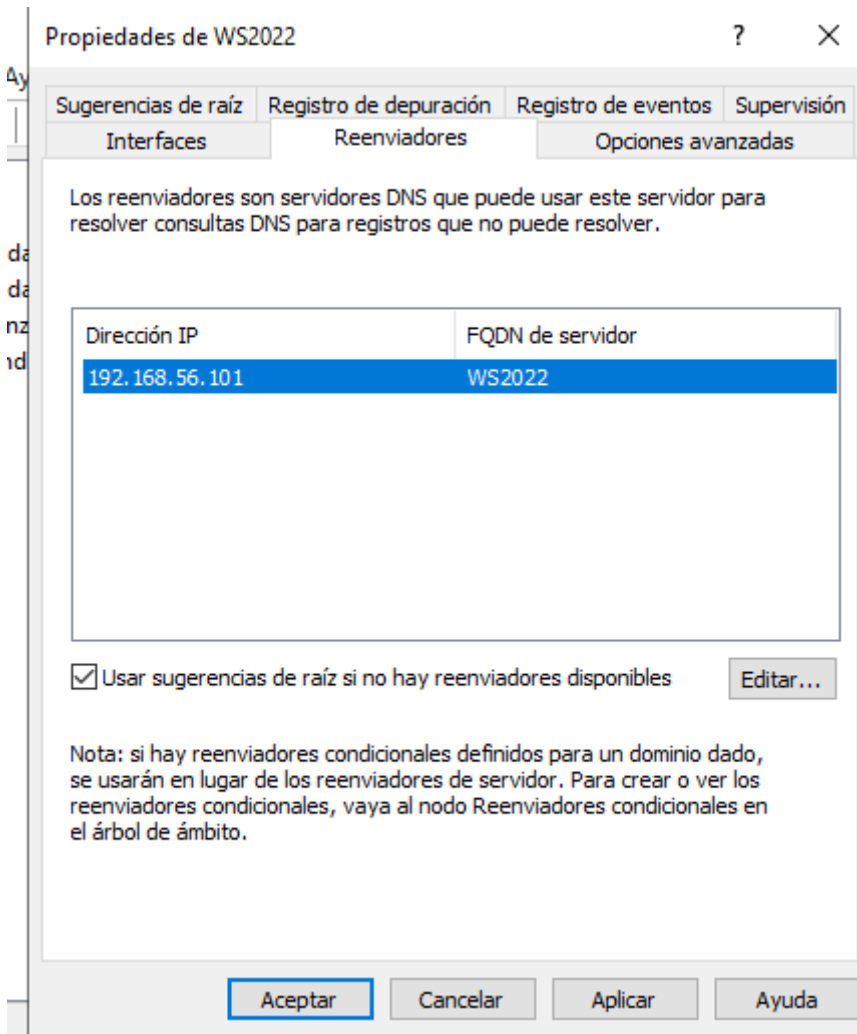 Propiedades de WS2022
?
Ay
Sugerencias de raíz
Registro de depuración
Registro de eventos
Supervisión
Interfaces
Reenviadores
Opciones avanzadas
Los reenviadores son servidores DNS que puede usar este servidor para
resolver consultas DNS para registros que no puede resolver.
da
da
nz
nd
Dirección IP
FQDN de servidor
192.168.56.101
WS2022
Usar sugerencias de raíz si no hay reenviadores disponibles
Editar...
Nota: si hay reenviadores condicionales definidos para un dominio dado,
se usarán en lugar de los reenviadores de servidor. Para crear o ver los
reenviadores condicionales, vaya al nodo Reenviadores condicionales en
el árbol de ámbito.
Aceptar
Cancelar
Aplicar
Ayuda